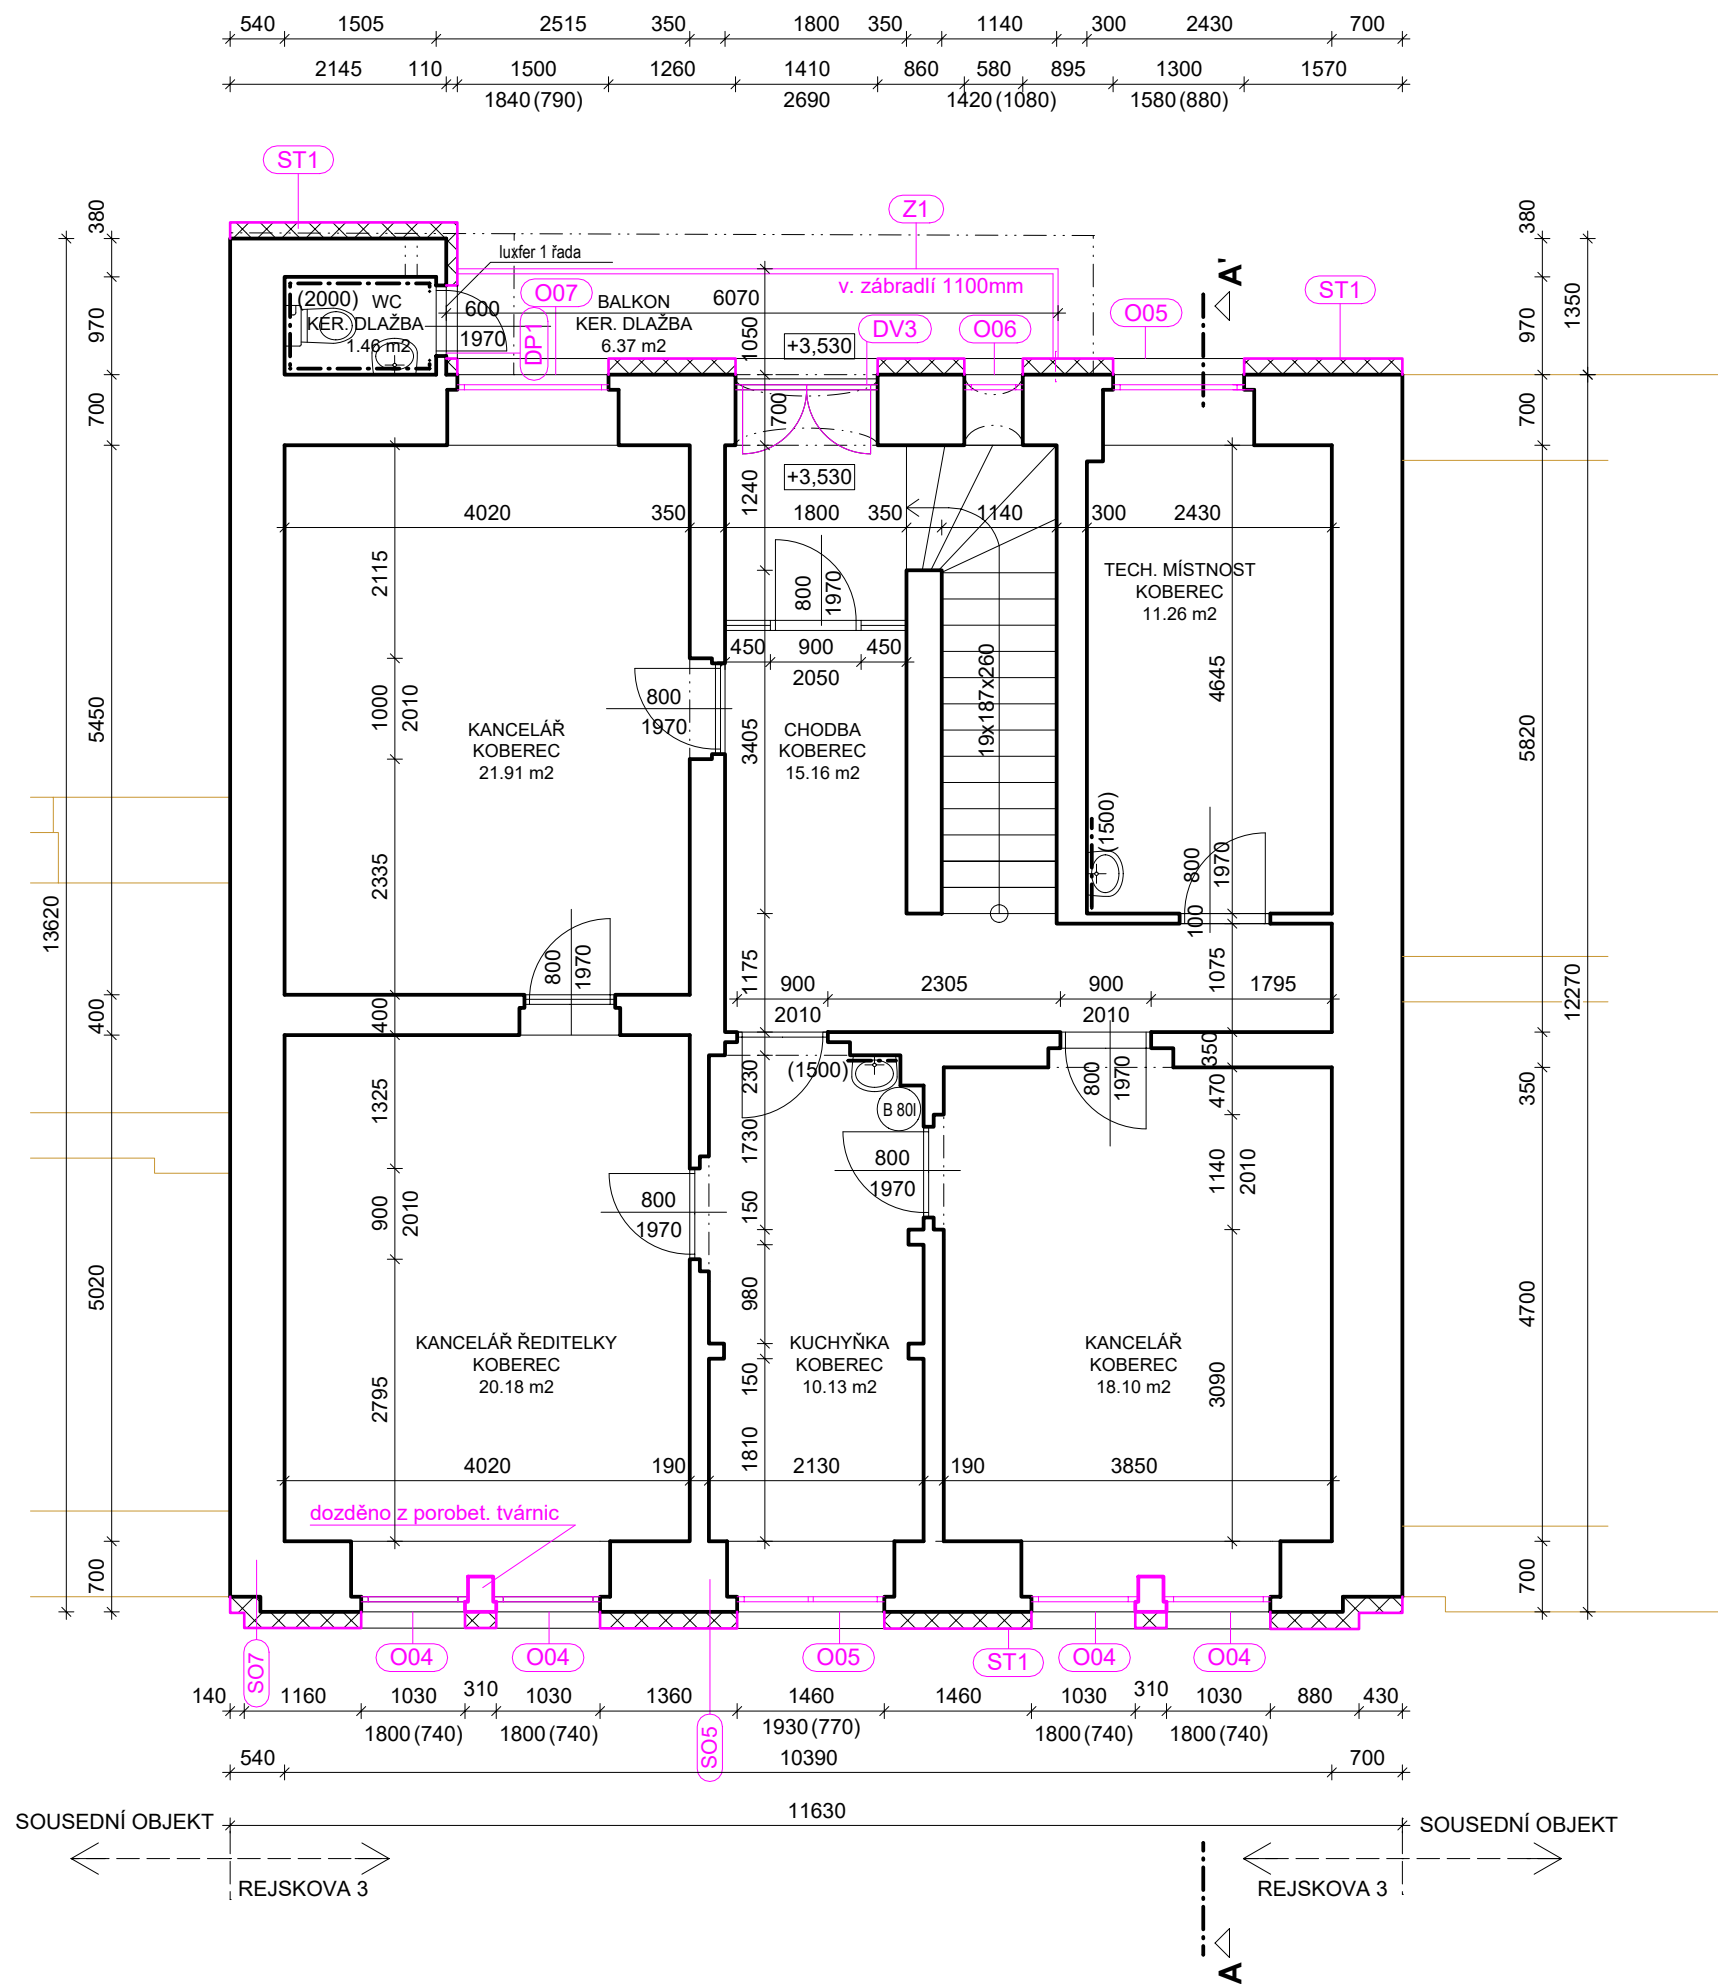 540 1505 2515 350 1800 350 1140 300 2430 700
2145 110 1500 1260 1410 860 580 895 1300 1570
1840(790) 2690 1420(1080) 1580(880)
ST1
Z1
380
380
luxfer 1 řada
A'
v. zábradlí 1100mm
6070
O07
ST1
(2000) WC
KER. DLAŽBA
1.46 m2
600
1970
DP1
BALKON
KER. DLAŽBA
6.37 m2
1050
+3,530
DV3
O06
O05
970
970
1350
700
700
700
+3,530
1240
4020 350 1800 350 1140 300 2430
2115
800
1970
TECH. MÍSTNOST
KOBEREC
11.26 m2
450 900 450
2050
1000
2010
800
1970
4645
19x187x260
5450
KANCELÁŘ
KOBEREC
21.91 m2
3405
CHODBA
KOBEREC
15.16 m2
5820
(1500)
2335
800
1970
13620
100
800
1970
1175
900 2305 900 1795
1075
12270
400
400
2010 2010
350
230
(1500)
800
1970
470
350
1325
B 80l
1730
800
1970
1140
2010
900
2010
800
1970
150
5020
980
4700
KANCELÁŘ ŘEDITELKY
KOBEREC
20.18 m2
KUCHYŇKA
KOBEREC
10.13 m2
KANCELÁŘ
KOBEREC
18.10 m2
2795
150
3090
1810
4020 190 2130 190 3850
dozděno z porobet. tvárnic
700
700
SO7
O04 O04 O05 ST1 O04 O04
140 1160 1030 310 1030 1360 1460 1460 1030 310 1030 880 430
1800(740) 1800(740) SO5 1930(770) 1800(740) 1800(740)
540 10390 700
11630
SOUSEDNÍ OBJEKT
SOUSEDNÍ OBJEKT
REJSKOVA 3
REJSKOVA 3
A